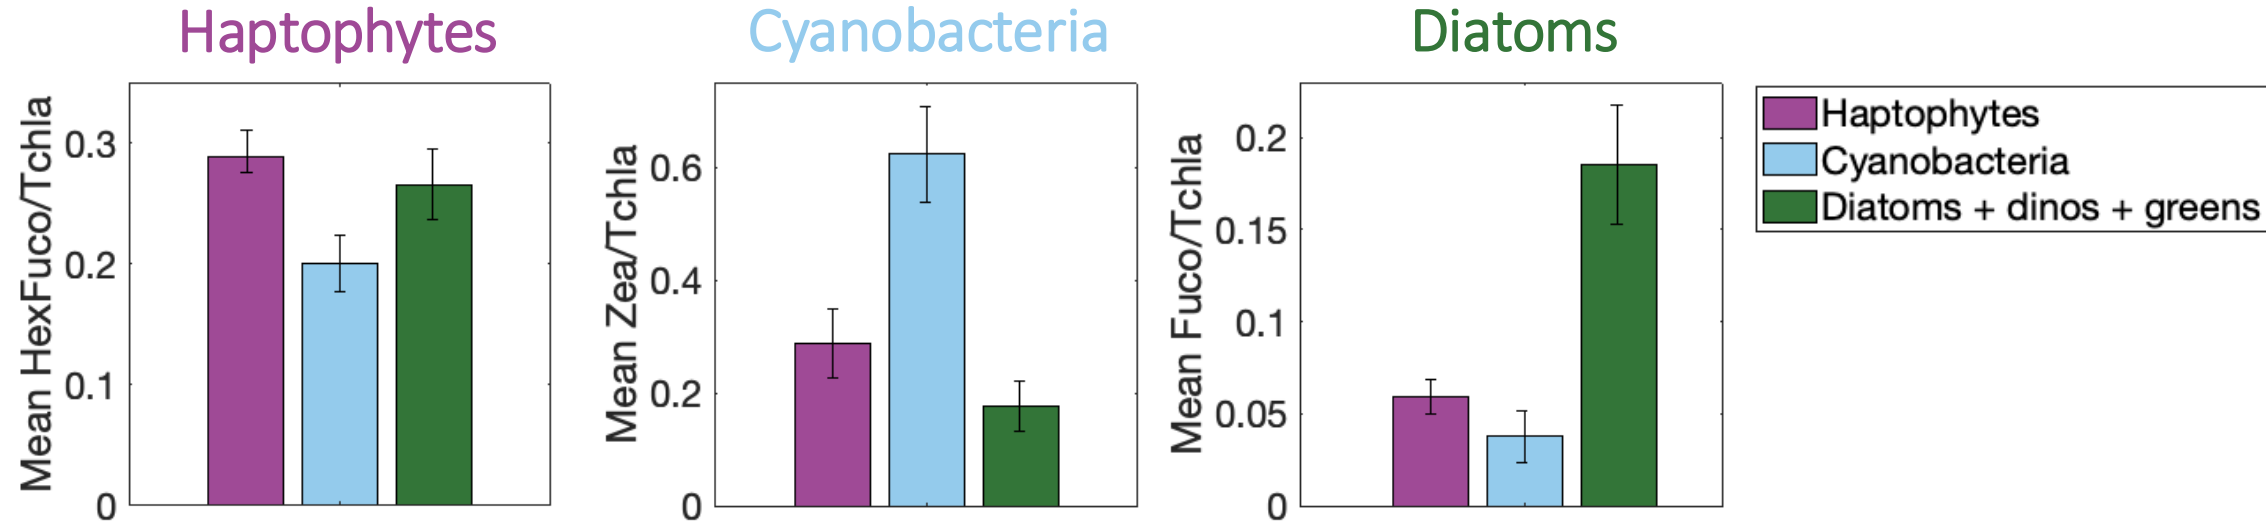 Haptophytes
Mean HexFuco/Tchla
0.3
0.2
0.1
0
Cyanobacteria
Mean Zea/Tchla
0.6
0.4
0.2
0
Diatoms
Mean Fuco/Tchla
0.2
0.15
0.1
0.05
0
Haptophytes
Cyanobacteria
Diatoms + dinos + greens